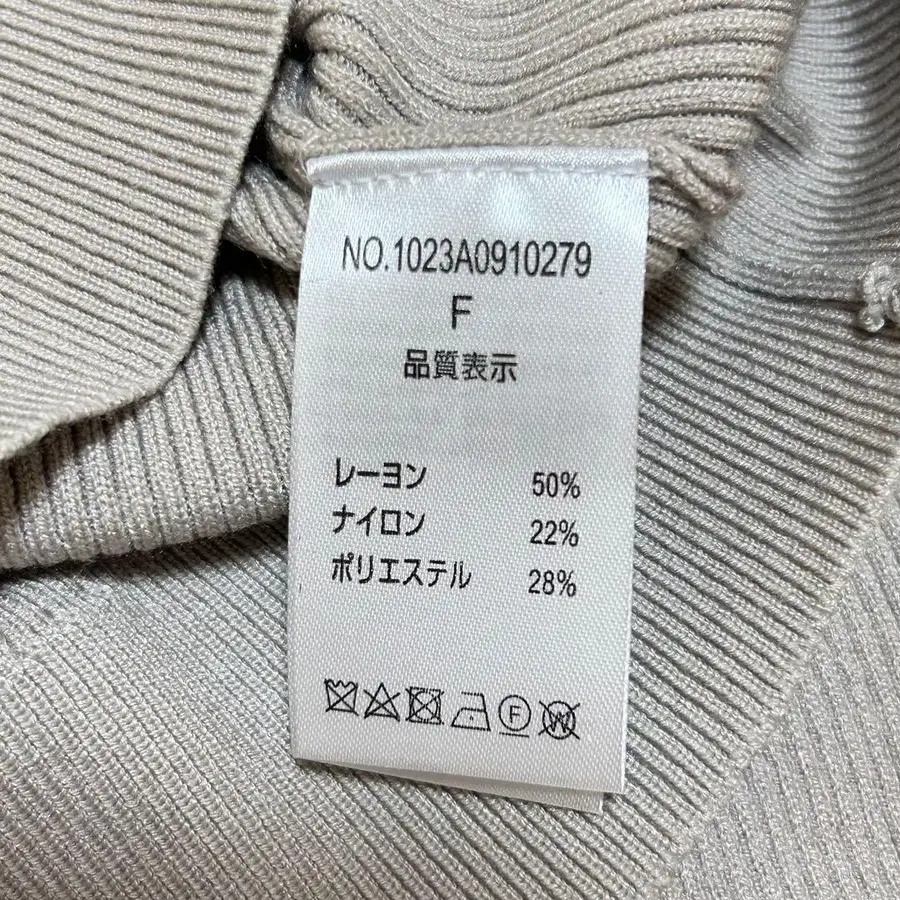 NO.1023A0910279
F
品質表示
レーヨン 50%
ナイロン 22%
ポリエステル 28%
F W